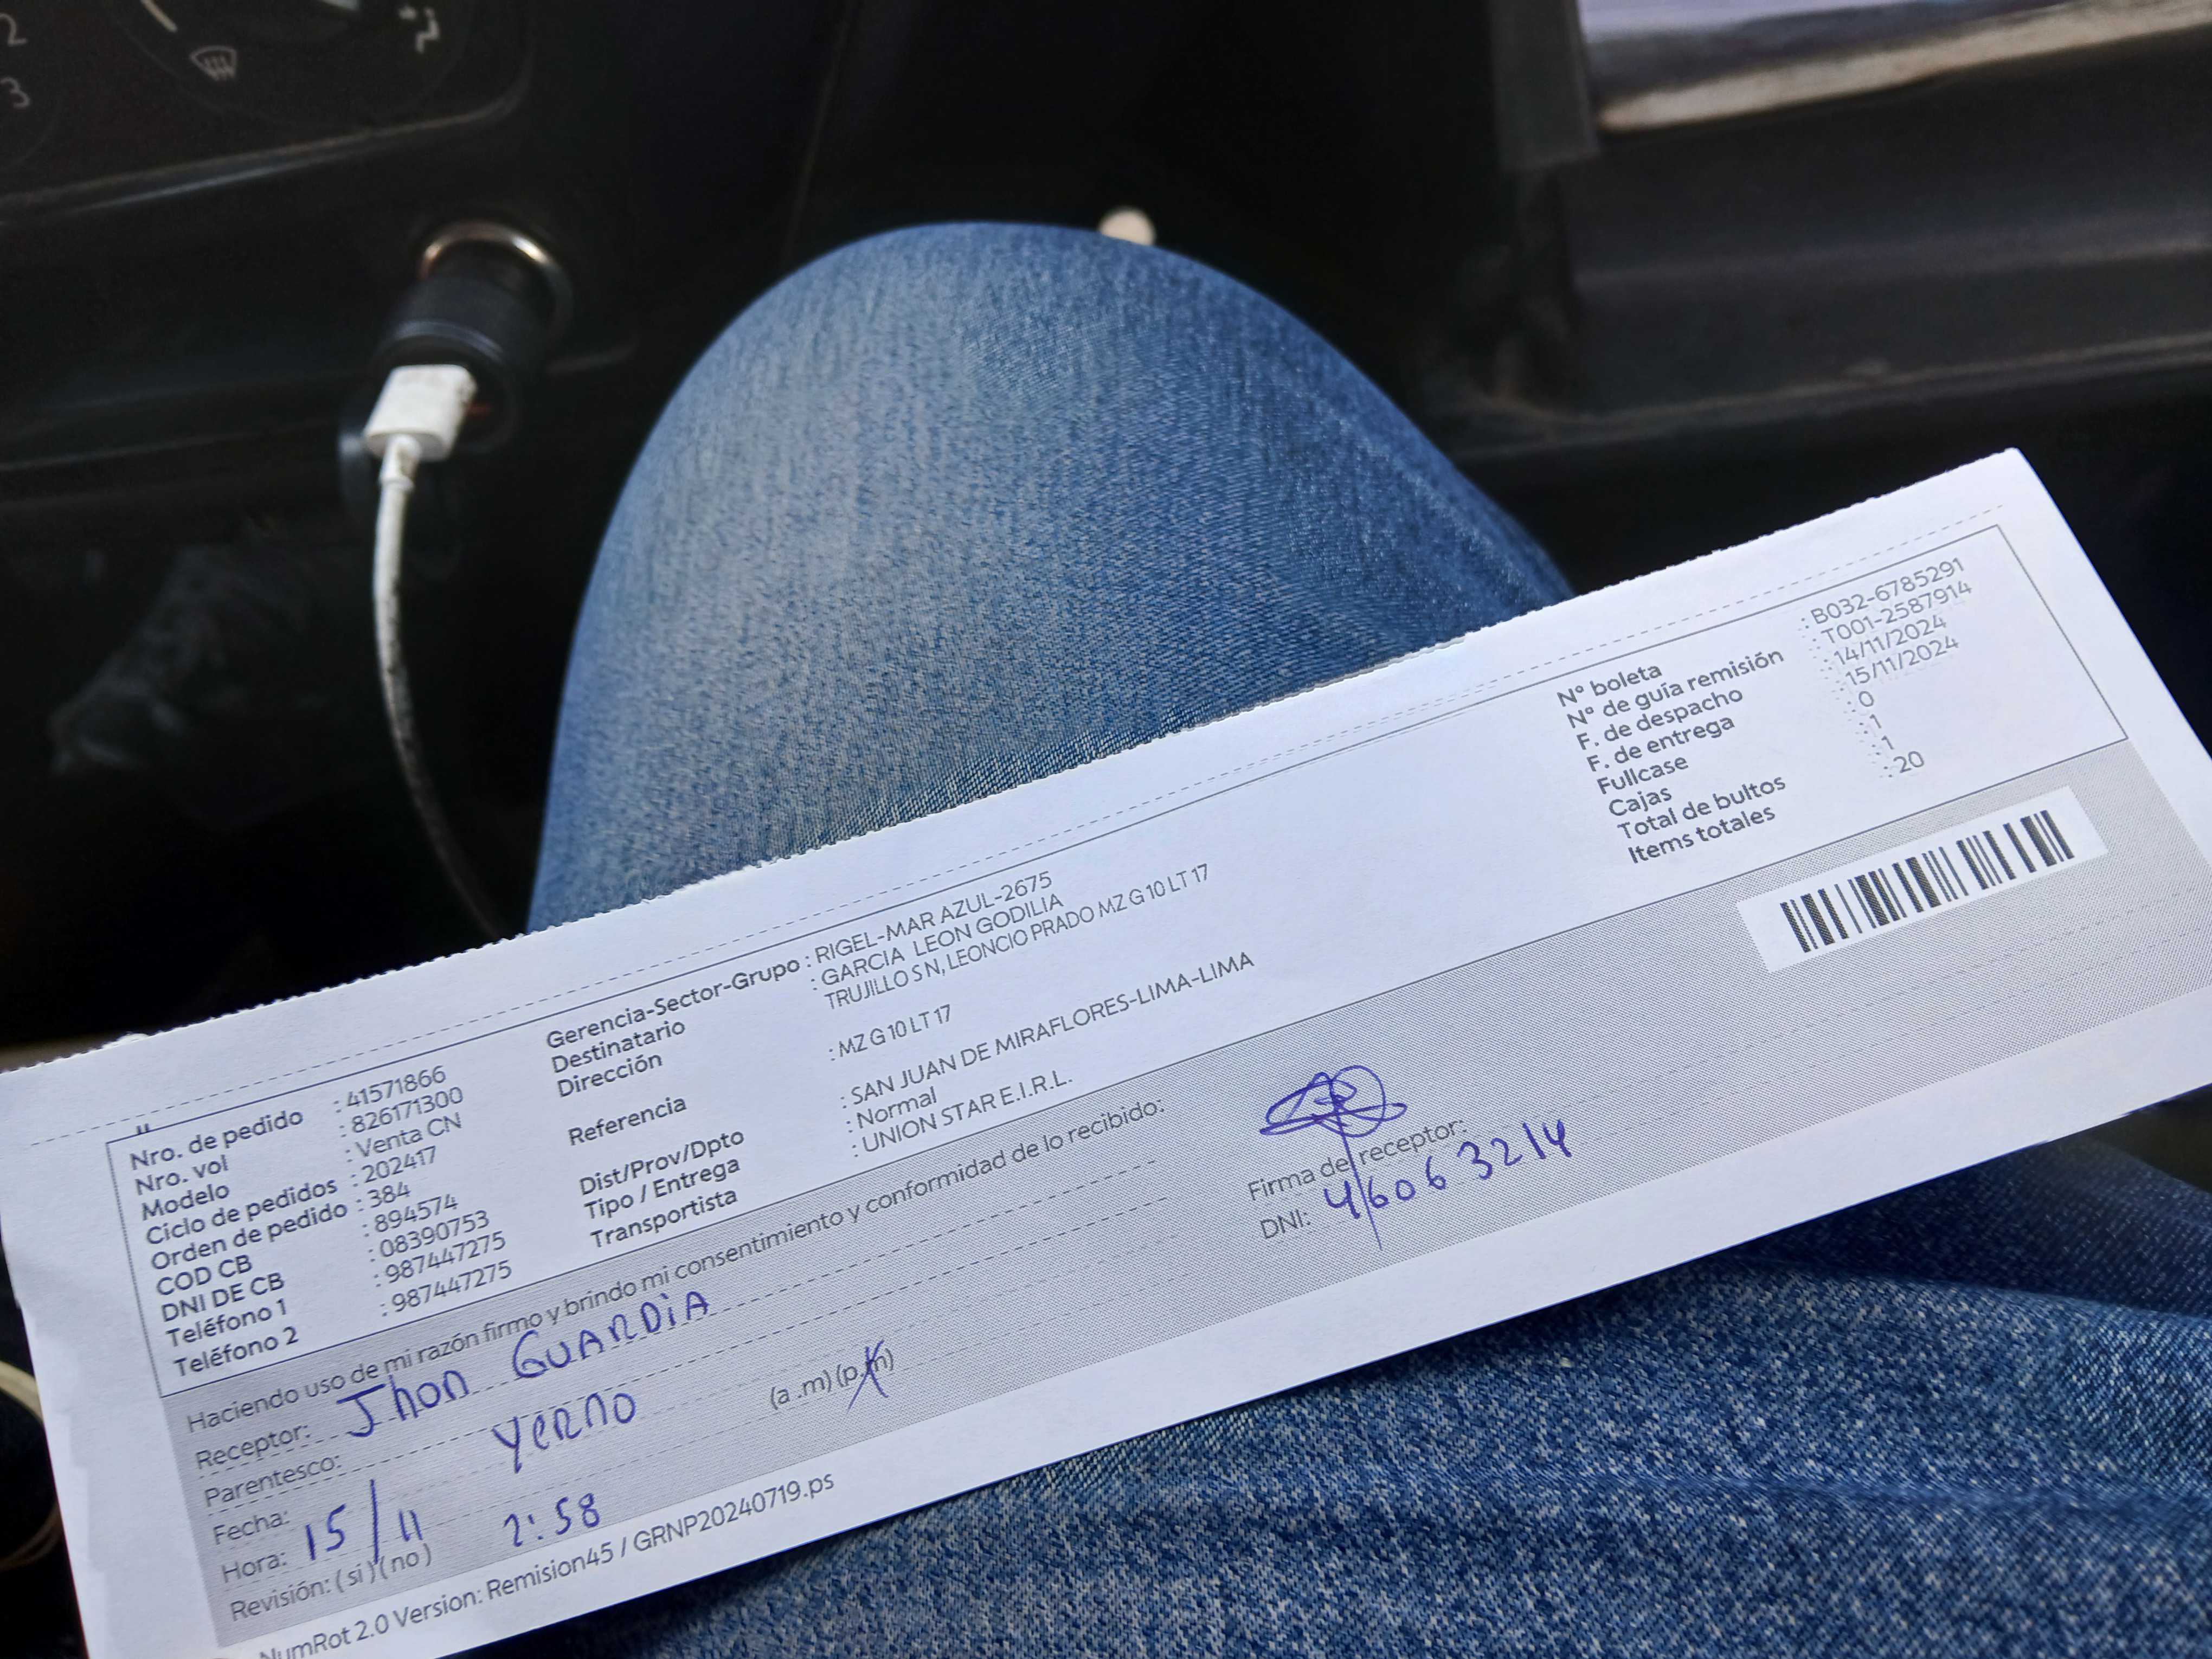 2
3
Nro. de pedido : 41571866
Nro. vol : 826171300
Modelo : Venta CN
Ciclo de pedidos : 202417
Orden de pedido : 384
COD CB : 894574
DNI DE CB : 08390753
Teléfono 1 : 987447275
Teléfono 2 : 987447275
Gerencia-Sector-Grupo : RIGEL-MAR AZUL-2675
Destinatario : GARCIA LEON GODILIA
Dirección TRUJILLO S N, LEONCIO PRADO MZ G 10 LT 17
Referencia : MZ G 10 LT 17
Dist/Prov/Dpto : SAN JUAN DE MIRAFLORES-LIMA-LIMA
Tipo / Entrega : Normal
Transportista : UNION STAR E.I.R.L.
N° boleta : B032-6785291
N° de guía remisión : T001-2587914
F. de despacho : 14/11/2024
F. de entrega : 15/11/2024
Fullcase : 0
Cajas : 1
Total de bultos : 1
Items totales : 20
Haciendo uso de mi razón firmo y brindo mi consentimiento y conformidad de lo recibido:
Receptor: Jhon GUARDIA
Parentesco: YERNO
Fecha: 15/11
Hora: 2:58 (a .m) (p.m)
Revisión: ( si ) ( no )
Firma del receptor:
DNI: 46063214
NumRot 2.0 Version: Remision45 / GRNP20240719.ps